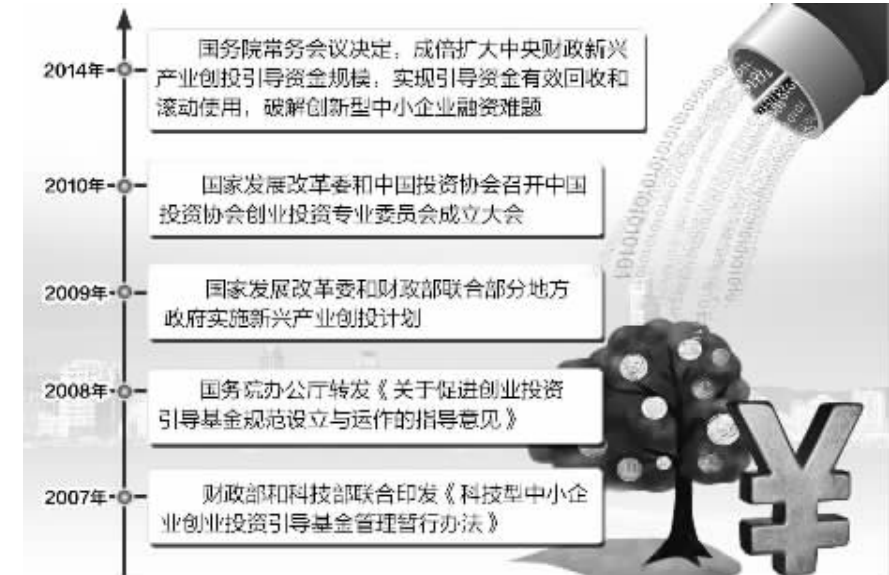 2014年
国务院常务会议决定，成倍扩大中央财政新兴
产业创投引导资金规模，实现引导资金有效回收和
滚动使用，破解创新型中小企业融资难题
2010年
国家发展改革委和中国投资协会召开中国
投资协会创业投资专业委员会成立大会
2009年
国家发展改革委和财政部联合部分地方
政府实施新兴产业创投计划
2008年
国务院办公厅转发《关于促进创业投资
引导基金规范设立与运作的指导意见》
2007年
财政部和科技部联合印发《科技型中小企
业创业投资引导基金管理暂行办法》
¥